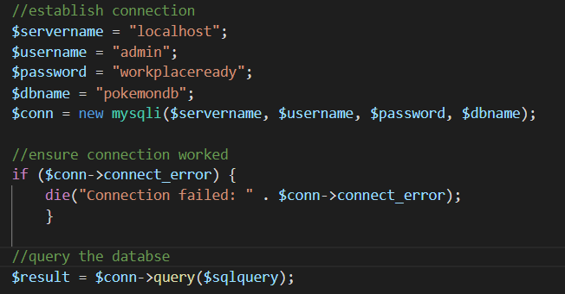 //establish connection
$servername = "localhost";
$username = "admin";
$password = "workplaceready";
$dbname = "pokemondb";
$conn = new mysqli($servername, $username, $password, $dbname);
//ensure connection worked
if ($conn->connect_error) {
die("Connection failed: " . $conn->connect_error);
}
//query the databse
$result = $conn->query($sqlquery);